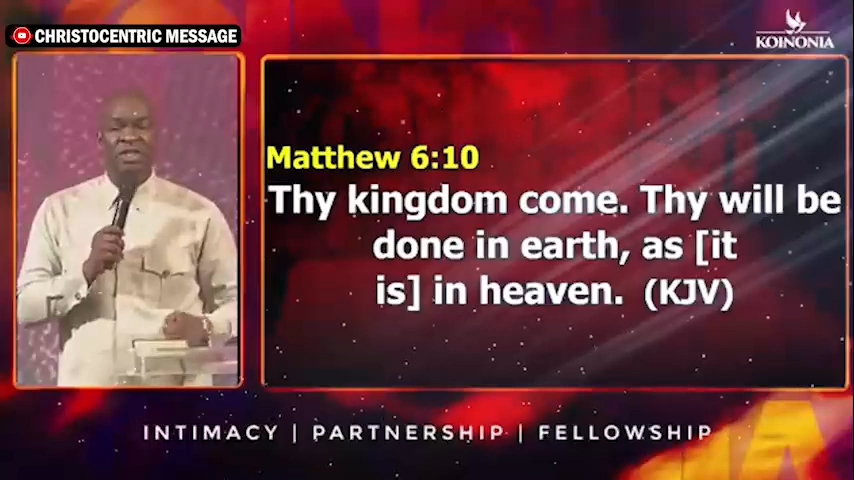 CHRISTOCENTRIC MESSAGE
KOINONIA
Matthew 6:10
Thy kingdom come. Thy will be
done in earth, as [it
is] in heaven. (KJV)
INTIMACY | PARTNERSHIP | FELLOWSHIP